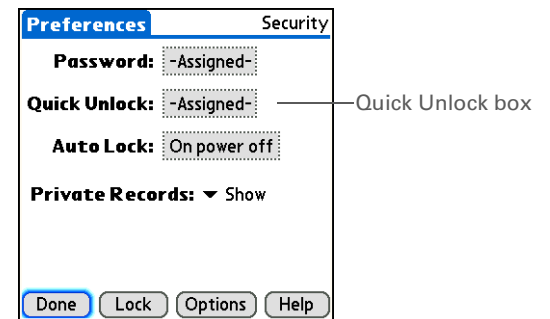 Preferences Security
Password: -Assigned-
Quick Unlock: -Assigned- Quick Unlock box
Auto Lock: On power off
Private Records: Show
Done Lock Options Help